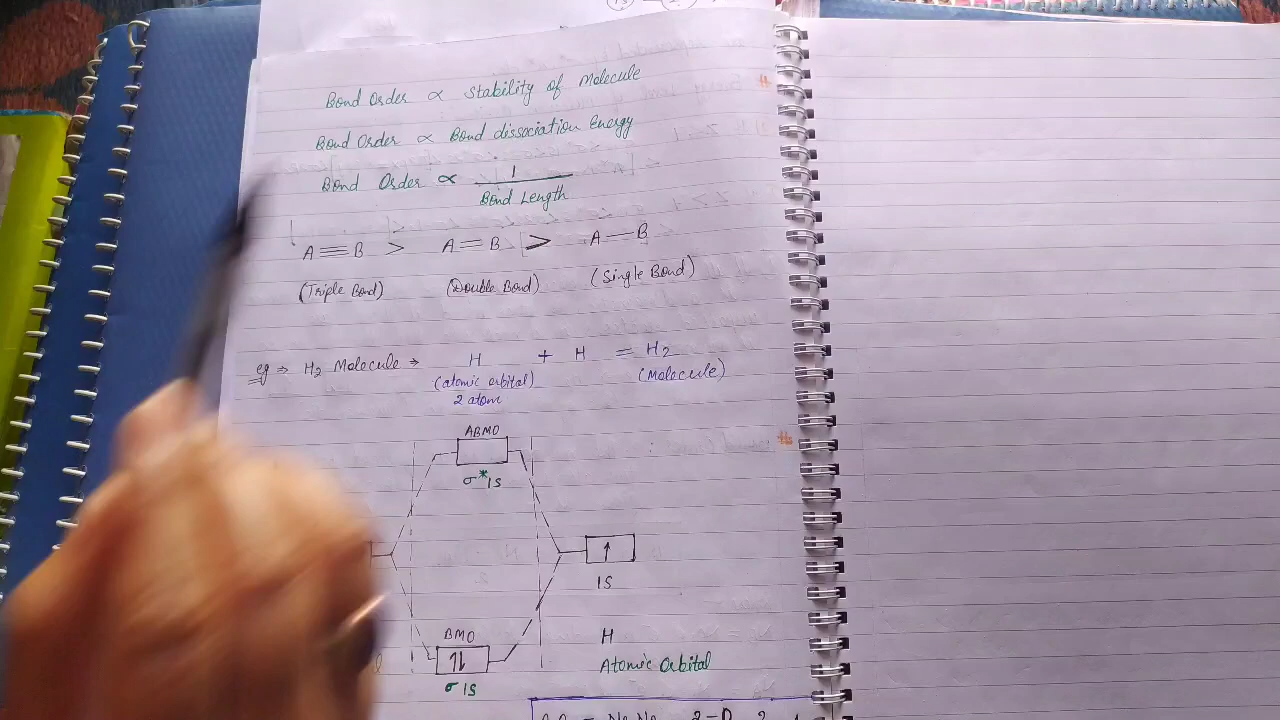 Bond Order ∝ Stability of Molecule
Bond Order ∝ Bond dissociation Energy
Bond Order ∝ 1
Bond Length
A≡B > A=B > A—B
(Triple Bond) (Double Bond) (Single Bond)
eg ⇒ H2 Molecule → H + H = H2
(atomic orbital) (Molecule)
2 atom
ABMO
σ*1s
↑
1s
BMO H
↑↓ Atomic Orbital
σ1s